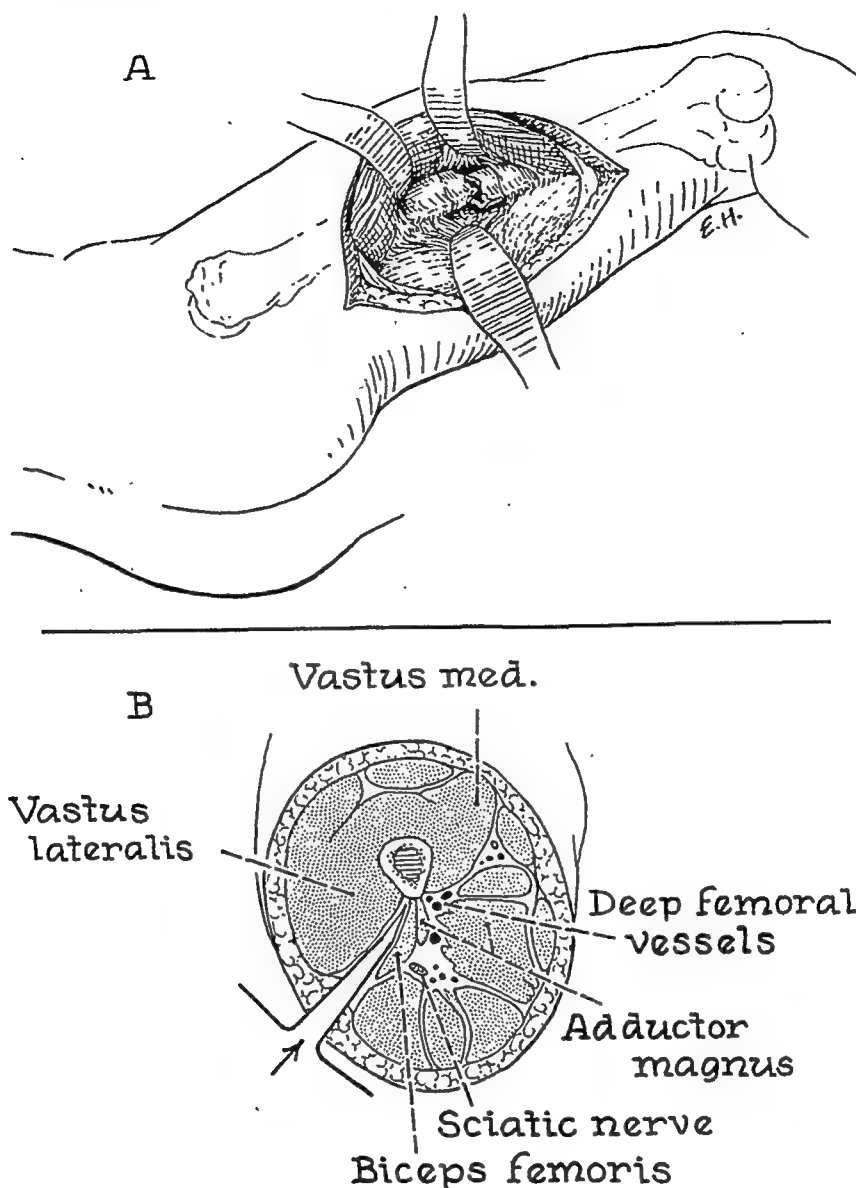 A
E.H.
B
Vastus med.
Vastus
lateralis
Deep femoral
vessels
Adductor
magnus
Sciatic nerve
Biceps femoris